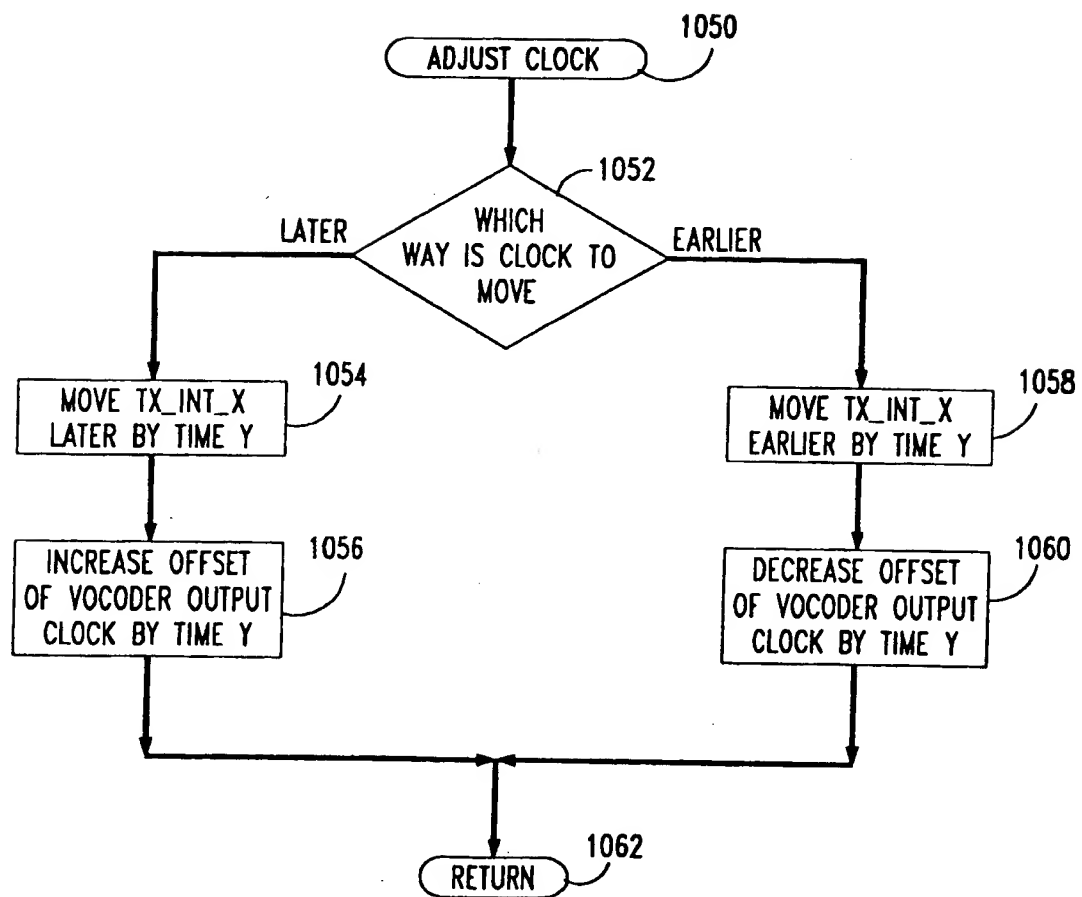 1050
ADJUST CLOCK
1052
WHICH
WAY IS CLOCK TO
MOVE
LATER
EARLIER
1054
MOVE TX_INT_X
LATER BY TIME Y
1058
MOVE TX_INT_X
EARLIER BY TIME Y
1056
INCREASE OFFSET
OF VOCODER OUTPUT
CLOCK BY TIME Y
1060
DECREASE OFFSET
OF VOCODER OUTPUT
CLOCK BY TIME Y
1062
RETURN